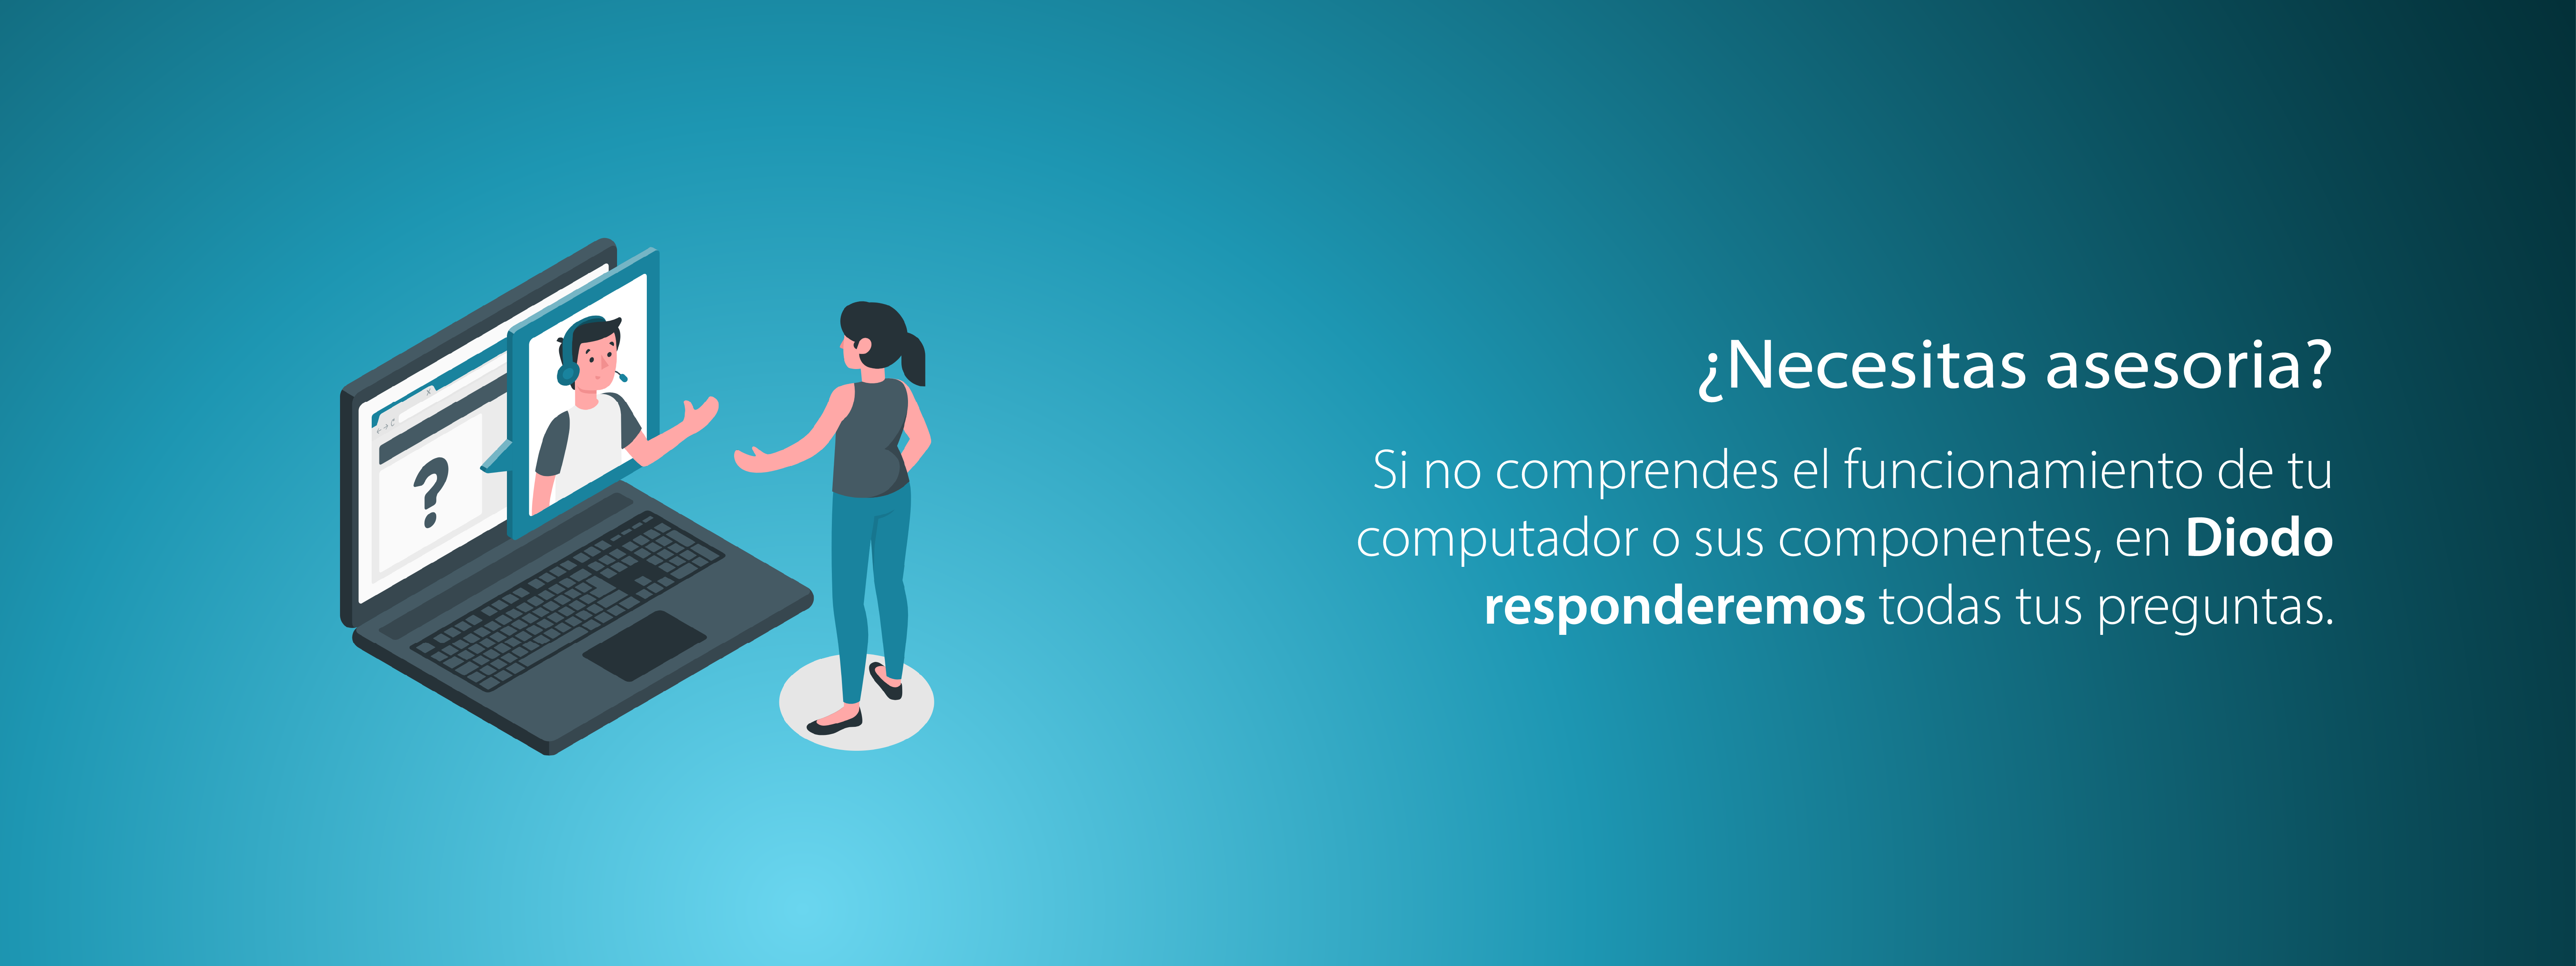 ¿Necesitas asesoria?
Si no comprendes el funcionamiento de tu
computador o sus componentes, en Diodo
responderemos todas tus preguntas.
?